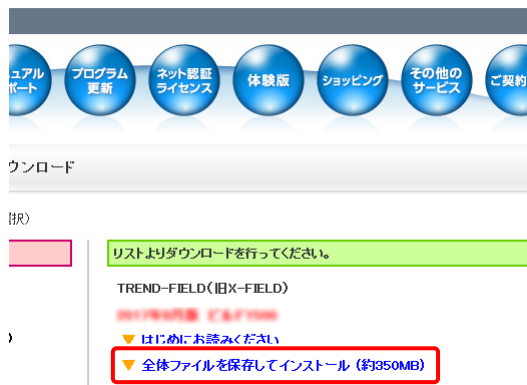 ュアル
ポート
プログラム
更新
ネット認証
ライセンス
体験版
ショッピング
その他の
サービス
ご契約
ウンロード
択)
リストよりダウンロードを行ってください。
TREND-FIELD(旧X-FIELD)
▼ はじめにお読みください
▼ 全体ファイルを保存してインストール (約350MB)